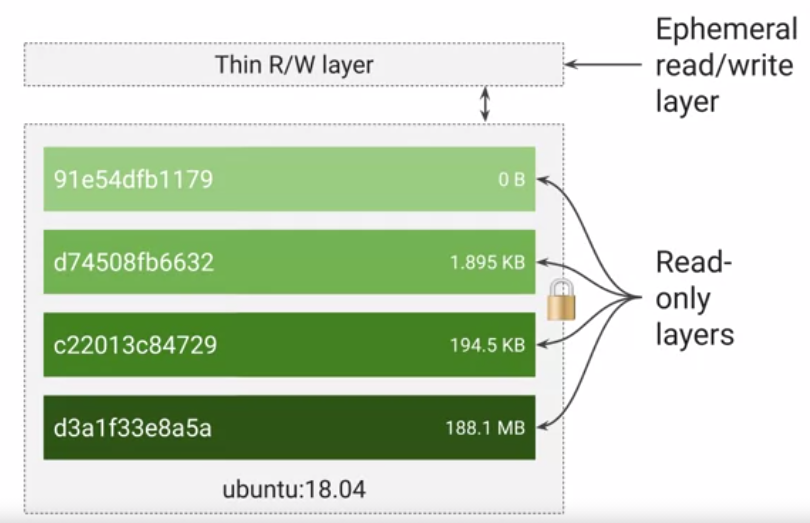 Thin R/W layer
Ephemeral
read/write
layer
91e54dfb1179 0 B
d74508fb6632 1.895 KB
c22013c84729 194.5 KB
d3a1f33e8a5a 188.1 MB
ubuntu:18.04
Read-
only
layers